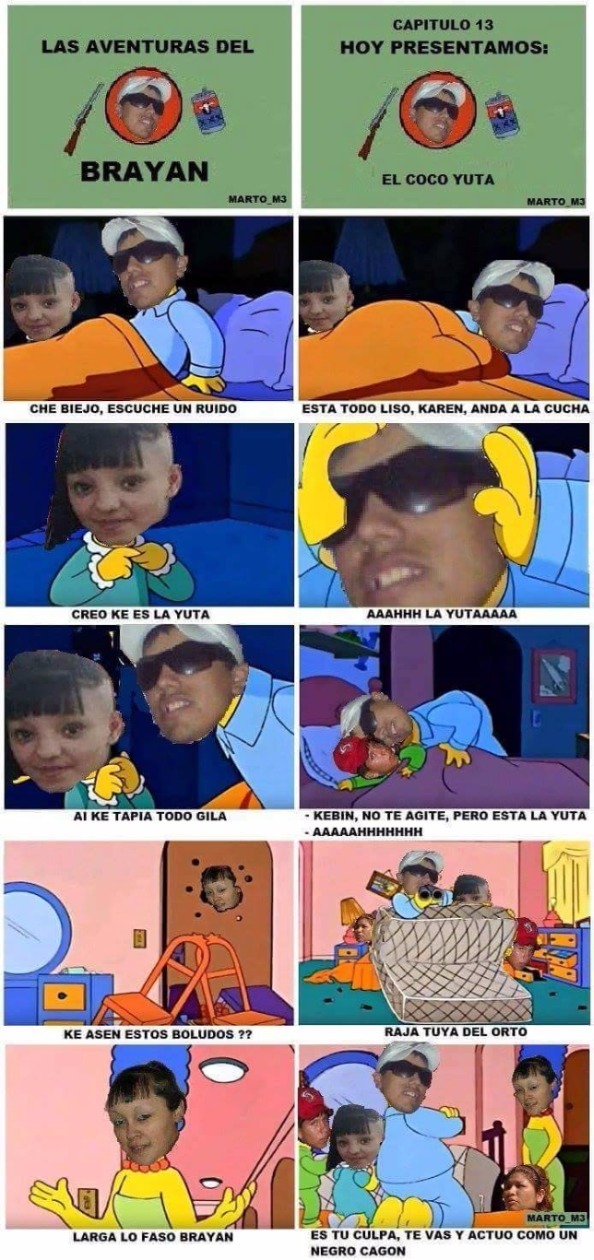 LAS AVENTURAS DEL
BRAYAN
MARTO_M3
CAPITULO 13
HOY PRESENTAMOS:
EL COCO YUTA
MARTO_M3
CHE BIEJO, ESCUCHE UN RUIDO
ESTA TODO LISO, KAREN, ANDA A LA CUCHA
CREO KE ES LA YUTA
AAAHHH LA YUTAAAAA
AI KE TAPIA TODO GILA
- KEBIN, NO TE AGITE, PERO ESTA LA YUTA
- AAAAAHHHHHHH
KE ASEN ESTOS BOLUDOS ??
RAJA TUYA DEL ORTO
LARGA LO FASO BRAYAN
MARTO_M3
ES TU CULPA, TE VAS Y ACTUO COMO UN
NEGRO CAGON